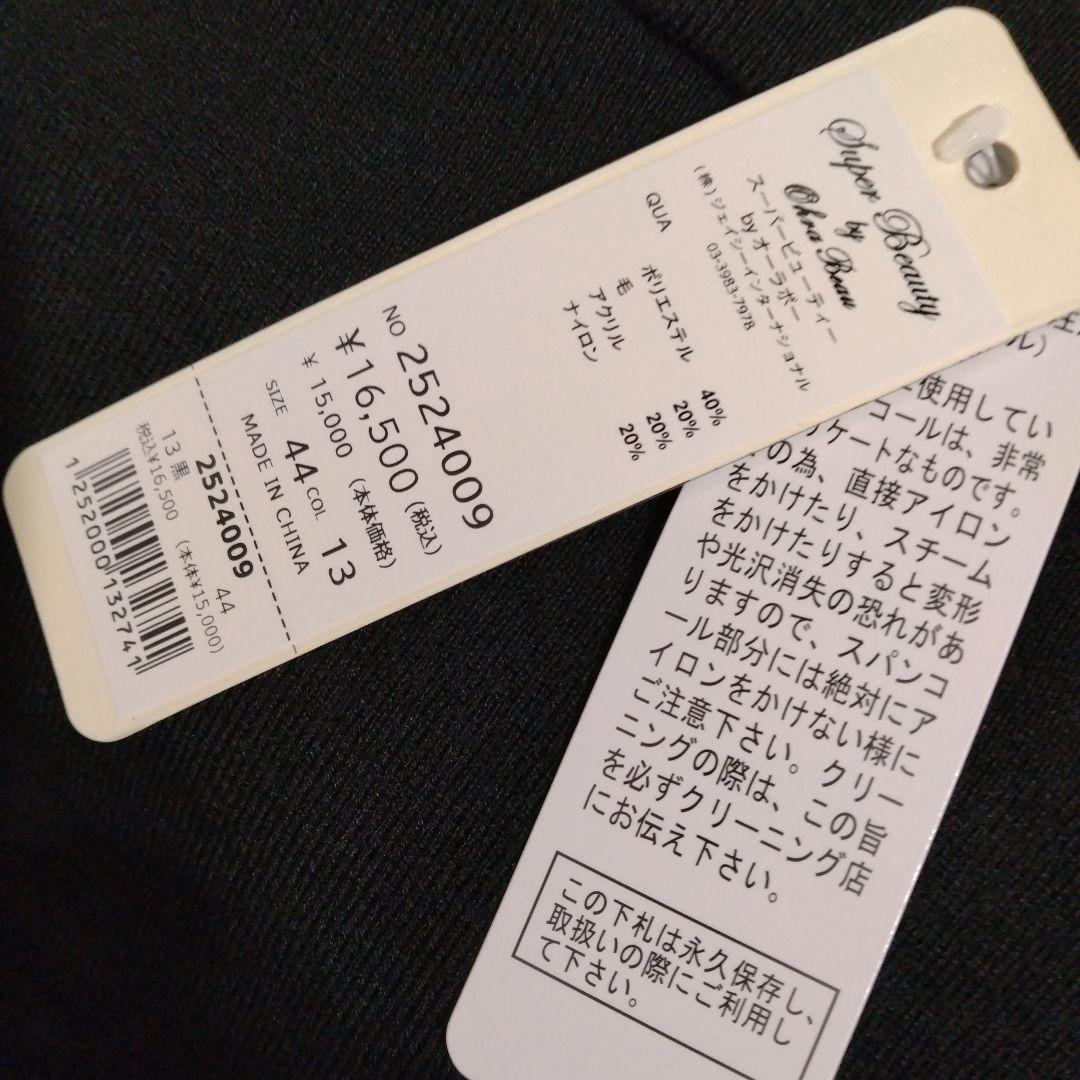 Super Beauty
by
Ohra Beau
スーパービューティー
by オーラボー
(株)ジェイシーインターナショナル
03-3983-7978
QUA
ポリエステル 40%
毛 20%
アクリル 20%
ナイロン 20%
NO 2524009
¥16,500(税込)
¥ 15,000 (本体価格)
SIZE 44 COL 13
MADE IN CHINA
2524009
13黒 44
税込¥16,500 (本体¥15,000)
1252000132741
ル)
使用してい
コールは、非常
ケートなものです。
の為、直接アイロン
をかけたり、スチーム
をかけたりすると変形
や光沢消失の恐れがあ
りますので、スパンコ
ール部分には絶対にア
イロンをかけない様に
ご注意下さい。クリー
ニングの際は、この旨
を必ずクリーニング店
にお伝え下さい。
この下札は永久保存し、
取扱いの際にご利用し
て下さい。